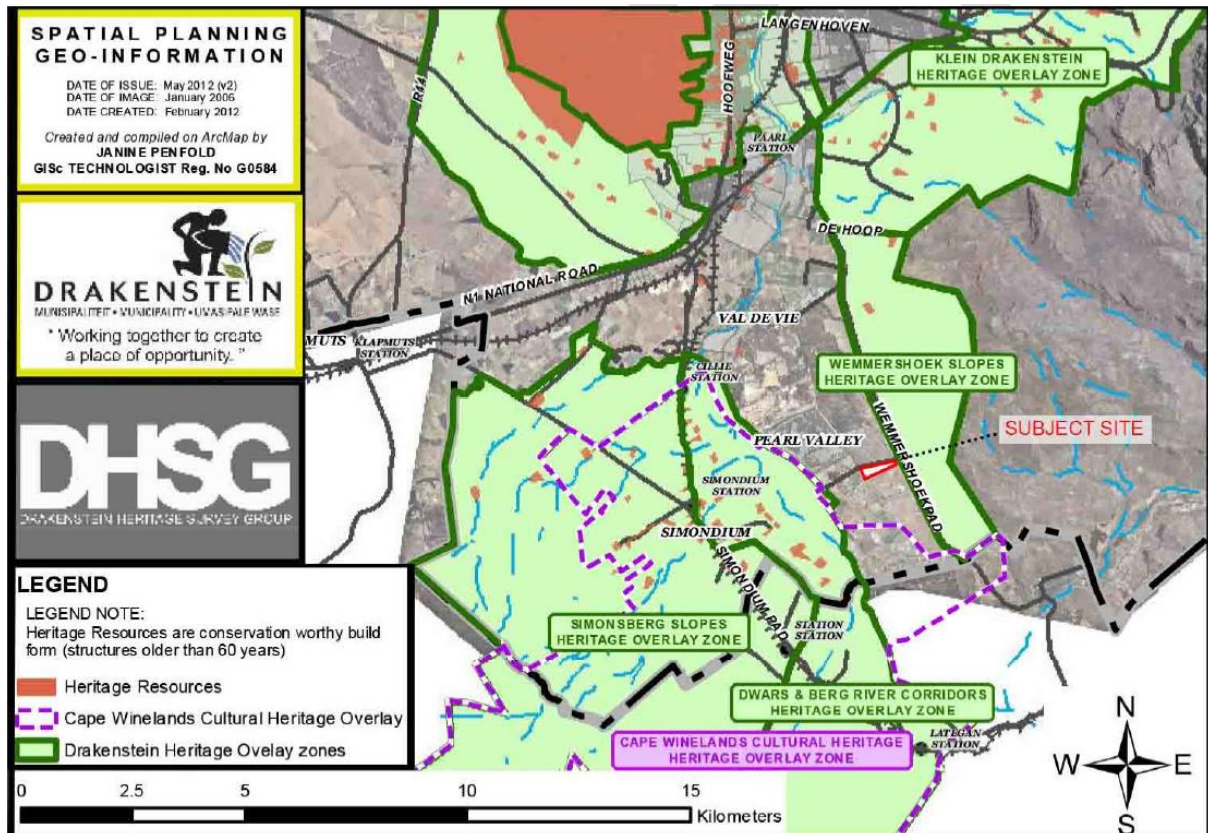 SPATIAL PLANNING
GEO-INFORMATION
DATE OF ISSUE: May 2012 (v2)
DATE OF IMAGE: January 2006
DATE CREATED: February 2012
Created and compiled on ArcMap by
JANINE PENFOLD
GISc TECHNOLOGIST Reg. No G0584
DRAKENSTEIN
MUNISIPALITEIT • MUNICIPALITY • UMASIPALA WASE
" Working together to create
a place of opportunity. "
DHSG
DRAKENSTEIN HERITAGE SURVEY GROUP
LEGEND
LEGEND NOTE:
Heritage Resources are conservation worthy build
form (structures older than 60 years)
Heritage Resources
Cape Winelands Cultural Heritage Overlay
Drakenstein Heritage Ovelay zones
0 2.5 5 10 15
Kilometers
R44
HOOFWEG
LANGENHOVEN
KLEIN DRAKENSTEIN
HERITAGE OVERLAY ZONE
PAARL
STATION
DE HOOP
N1 NATIONAL ROAD
MUTS
KLAPMUTS
STATION
VAL DE VIE
CILLIE
STATION
WEMMERSHOEK SLOPES
HERITAGE OVERLAY ZONE
WEMMERSHOEKPAD
SUBJECT SITE
PEARL VALLEY
SIMONDIUM
STATION
SIMONDIUM
SIMONDIUM PAD
SIMONSBERG SLOPES
HERITAGE OVERLAY ZONE
STATION
STATION
DWARS & BERG RIVER CORRIDORS
HERITAGE OVERLAY ZONE
CAPE WINELANDS CULTURAL HERITAGE
HERITAGE OVERLAY ZONE
LATEGAN
STATION
N
W E
S